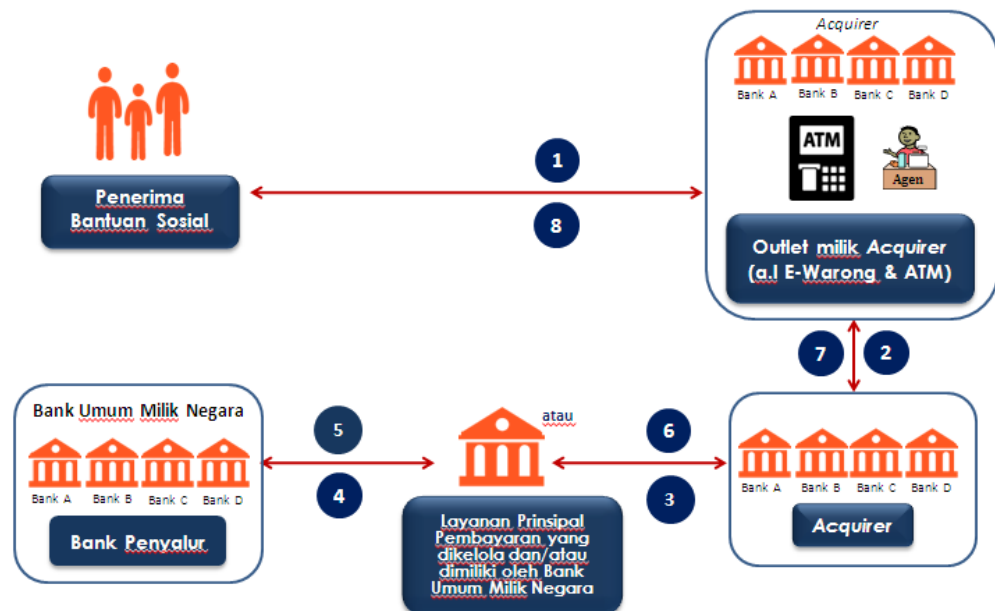 Acquirer
Bank A
Bank B
Bank C
Bank D
ATM
Agen
Outlet milik Acquirer
(a.l E-Warong & ATM)
1
8
Penerima
Bantuan Sosial
7
2
Bank Umum Milik Negara
Bank A
Bank B
Bank C
Bank D
Bank Penyalur
5
4
atau
Layanan Prinsipal
Pembayaran yang
dikelola dan/atau
dimiliki oleh Bank
Umum Milik Negara
6
3
Bank A
Bank B
Bank C
Bank D
Acquirer